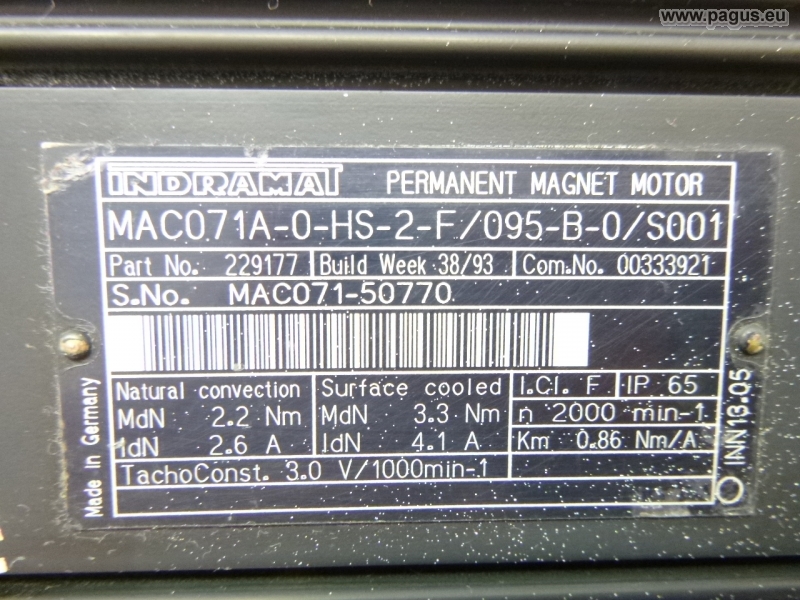 www.pagus.eu
INDRAMAT PERMANENT MAGNET MOTOR
MAC071A-0-HS-2-F/095-B-0/S001
Part No. 229177 Build Week 38/93 Com.No. 00333921
S.No. MAC071-50770
Natural convection Surface cooled I.Cl. F IP 65
MdN 2.2 Nm MdN 3.3 Nm n 2000 min-1
IdN 2.6 A IdN 4.1 A Km 0.86 Nm/A
TachoConst. 3.0 V/1000min-1
Made in Germany
INN 13.05